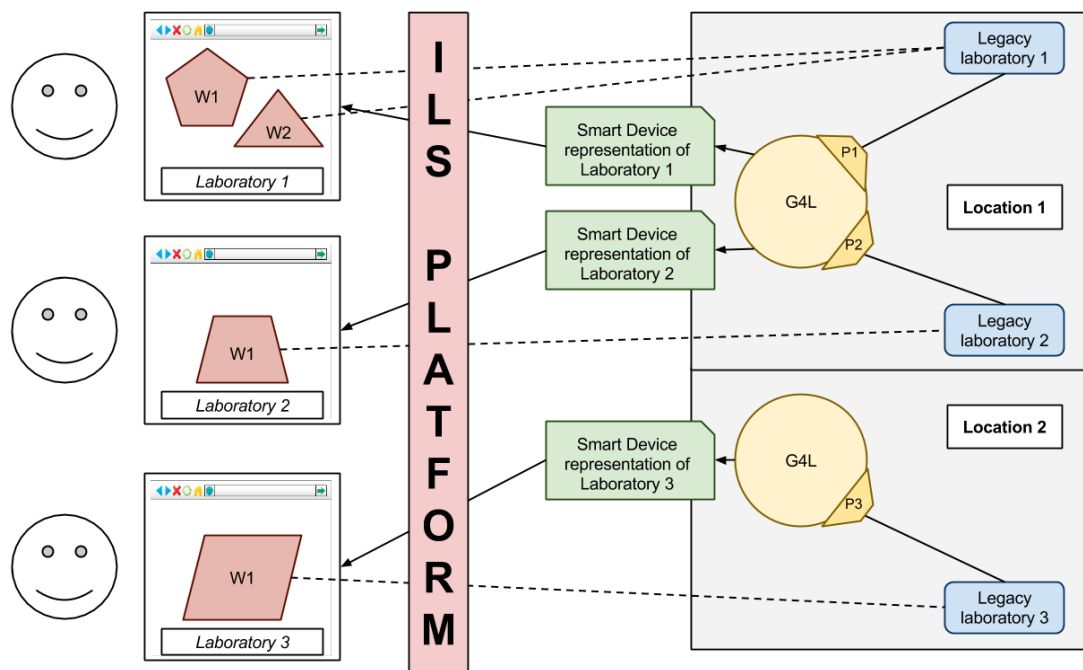 W1
W2
Laboratory 1
W1
Laboratory 2
W1
Laboratory 3
ILS PLATFORM
Smart Device
representation of
Laboratory 1
Smart Device
representation of
Laboratory 2
Smart Device
representation of
Laboratory 3
Legacy
laboratory 1
P1
G4L
P2
Location 1
Legacy
laboratory 2
Location 2
G4L
P3
Legacy
laboratory 3